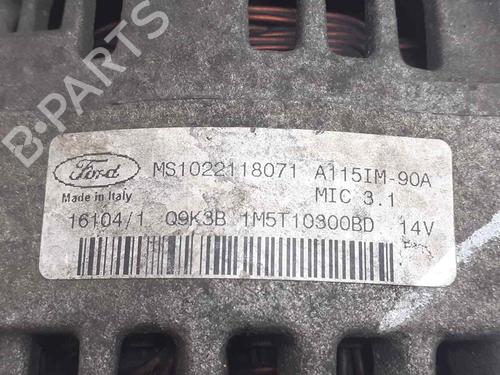 B-PARTS
Ford
MS1022118071 A115IM-90A
Made in Italy
MIC 3.1
16104/1 Q9K3B 1M5T10300BD 14V